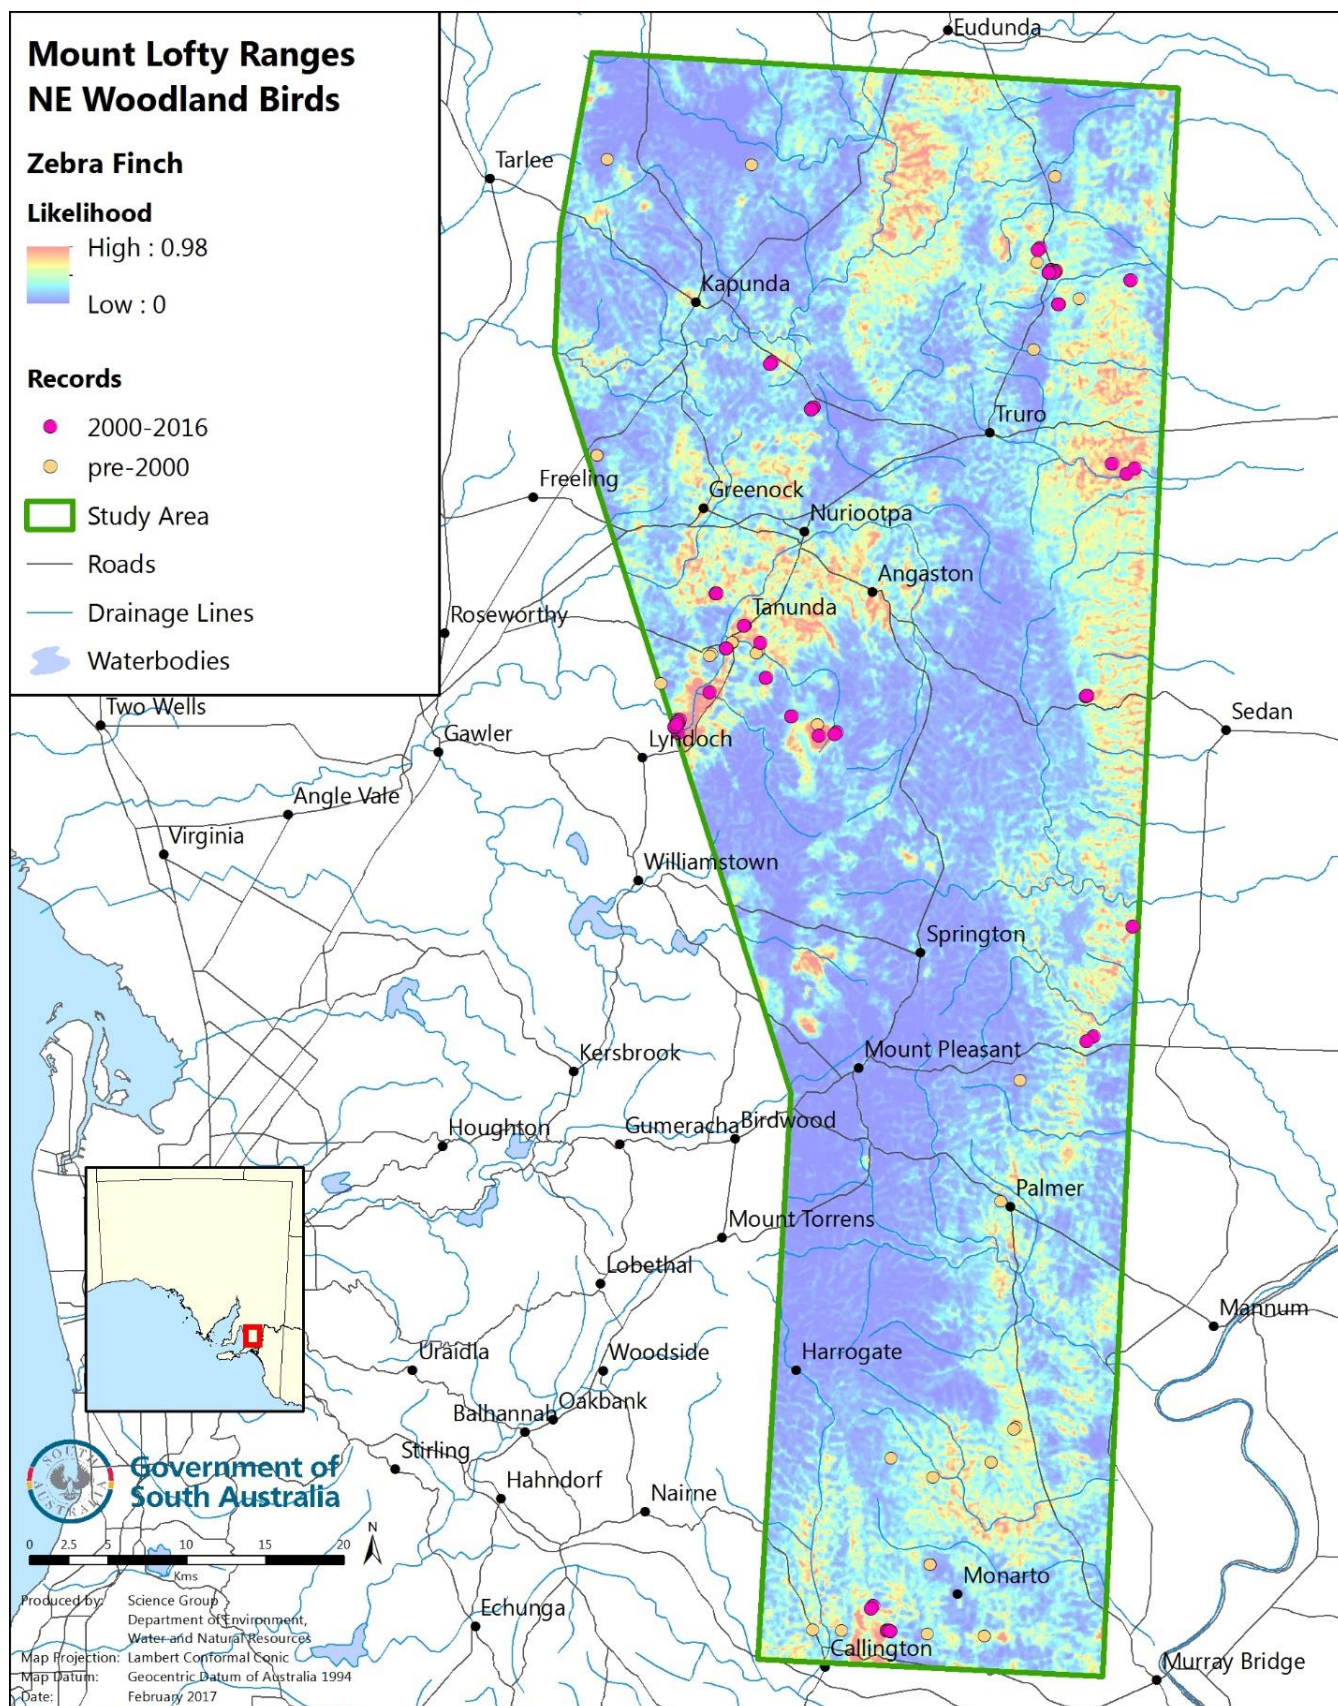 Mount Lofty Ranges
NE Woodland Birds
Zebra Finch
Likelihood
High : 0.98
Low : 0
Records
2000-2016
pre-2000
Study Area
Roads
Drainage Lines
Waterbodies
Eudunda
Tarlee
Kapunda
Truro
Freeling
Greenock
Nuriootpa
Angaston
Tanunda
Roseworthy
Two Wells
Gawler
Lyndoch
Sedan
Angle Vale
Virginia
Williamstown
Springton
Kersbrook
Mount Pleasant
Houghton
Gumeracha
Birdwood
Palmer
Mount Torrens
Lobethal
Mannum
Uraidla
Woodside
Harrogate
Balhannah
Oakbank
Stirling
Hahndorf
Nairne
Monarto
Echunga
Callington
Murray Bridge
SOUTH AUSTRALIA
Government of
South Australia
0 2.5 5 10 15 20
Kms
N
Produced by: Science Group
Department of Environment,
Water and Natural Resources
Map Projection: Lambert Conformal Conic
Map Datum: Geocentric Datum of Australia 1994
Date: February 2017